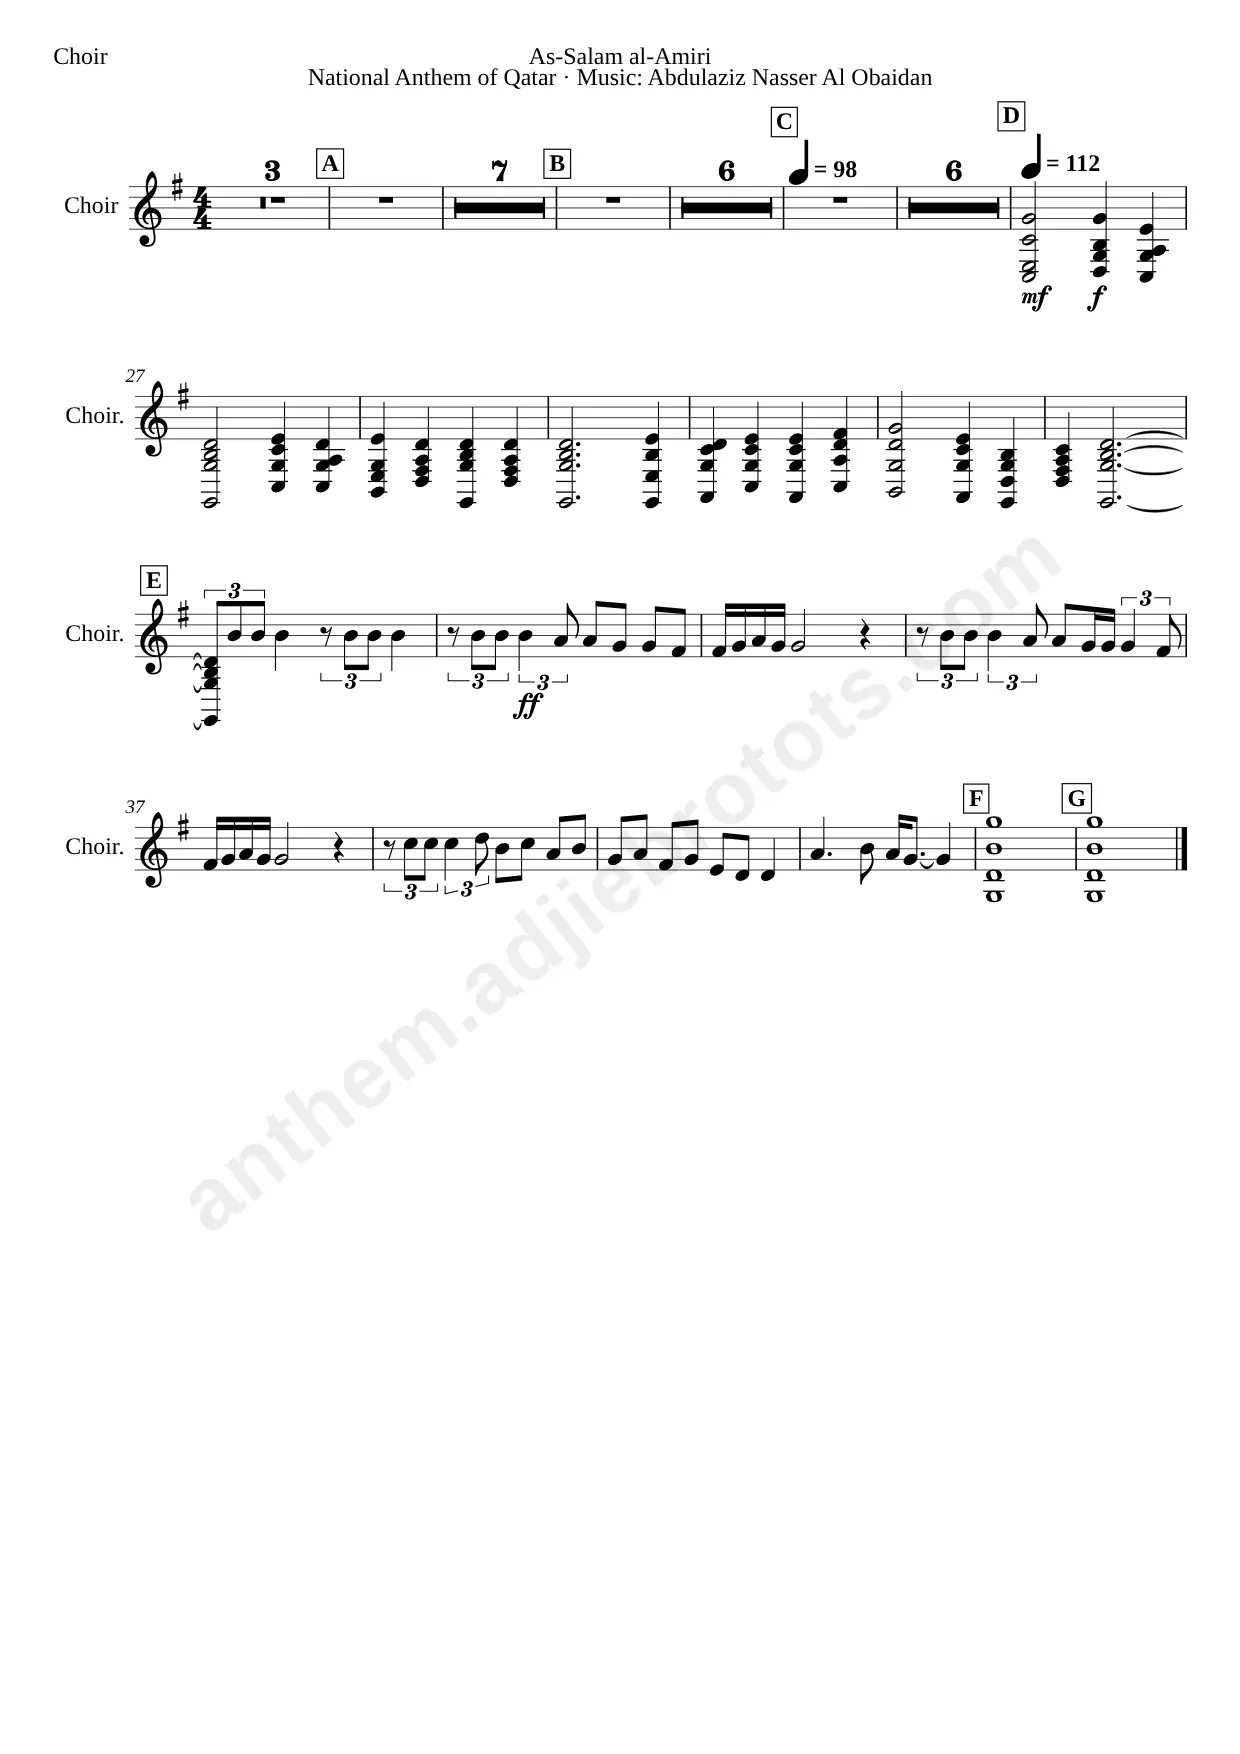 Choir
As-Salam al-Amiri
National Anthem of Qatar · Music: Abdulaziz Nasser Al Obaidan
C
D
3
A
7
B
6
= 98
6
= 112
Choir
4
4
mf
f
27
Choir.
E
3
3
Choir.
3
3
3
3
3
ff
37
F
G
Choir.
3
3
anthem.adjiebrotots.com